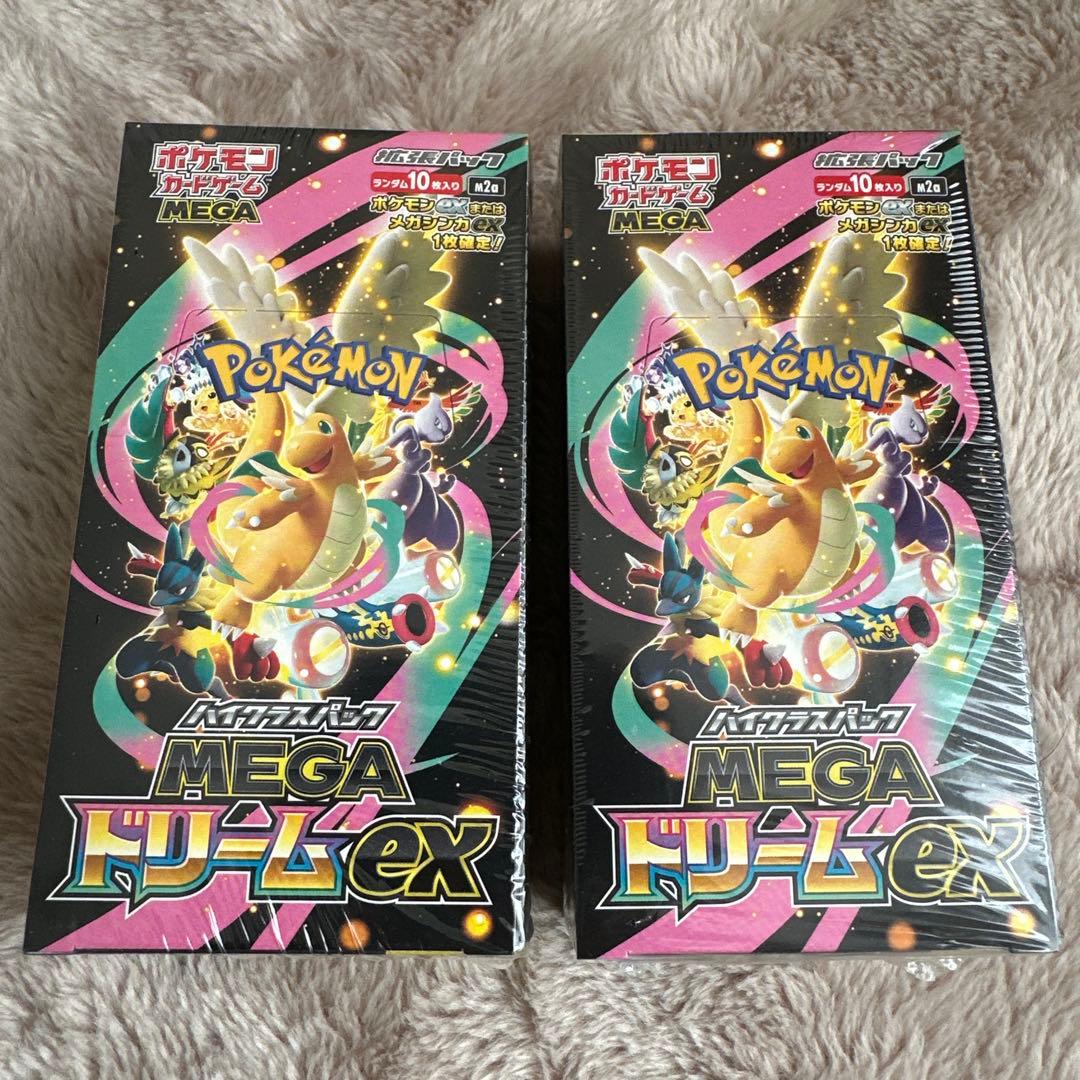 ポケモン
カードゲーム
MEGA
拡張パック
ランダム10枚入り M2a
ポケモンexまたは
メガシンカex
1枚確定!
POKéMON
ハイクラスパック
MEGA
ドリームex
ポケモン
カードゲーム
MEGA
拡張パック
ランダム10枚入り M2a
ポケモンexまたは
メガシンカex
1枚確定!
POKéMON
TM
ハイクラスパック
MEGA
ドリームex